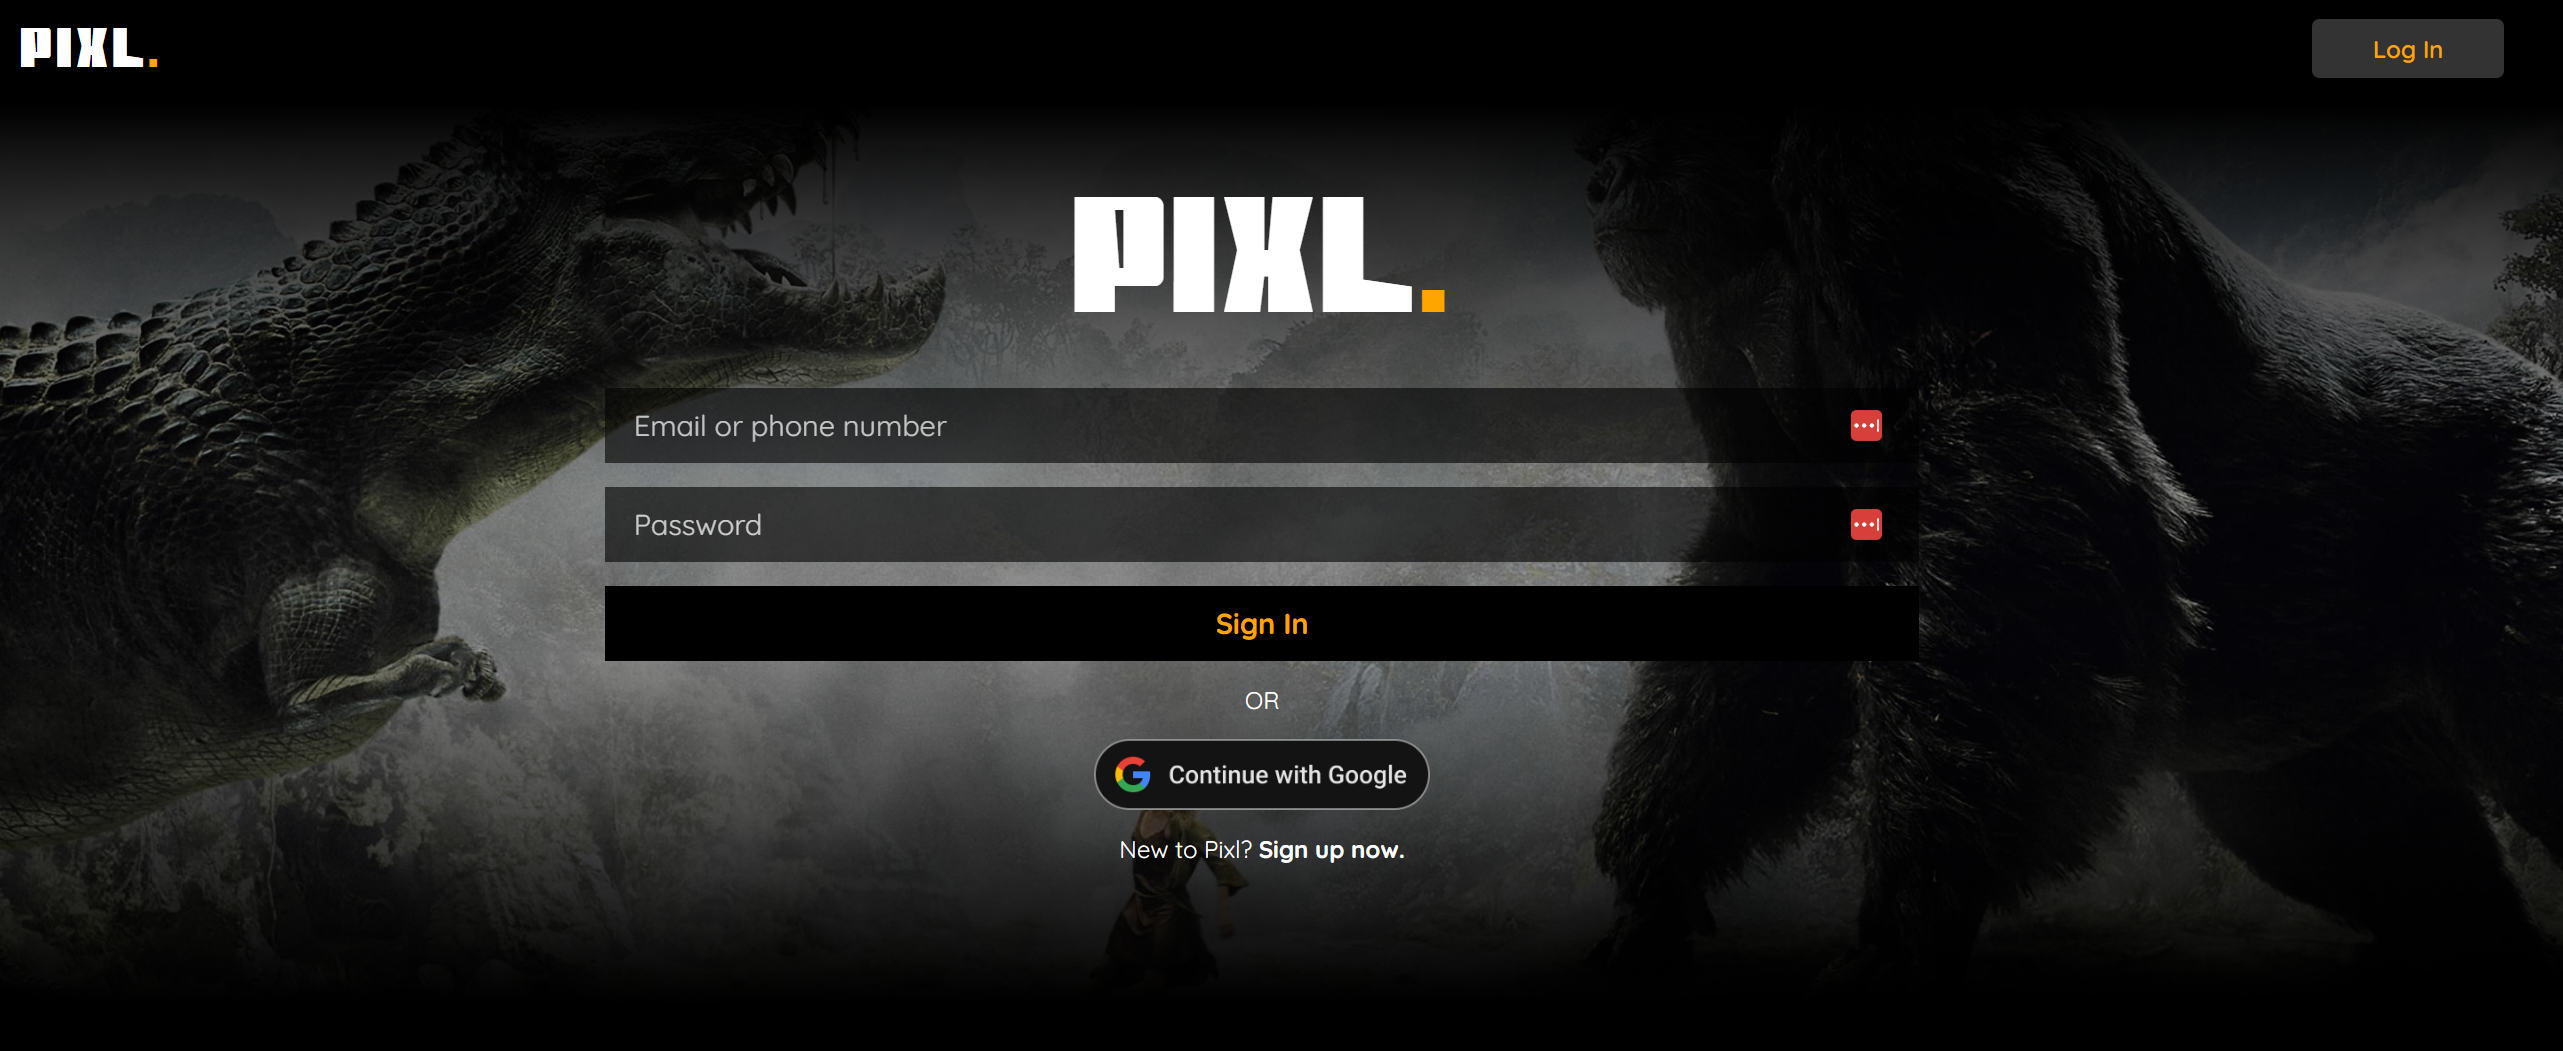 PIXL.
Log In
PIXL.
Email or phone number
Password
Sign In
OR
Continue with Google
New to Pixl? Sign up now.